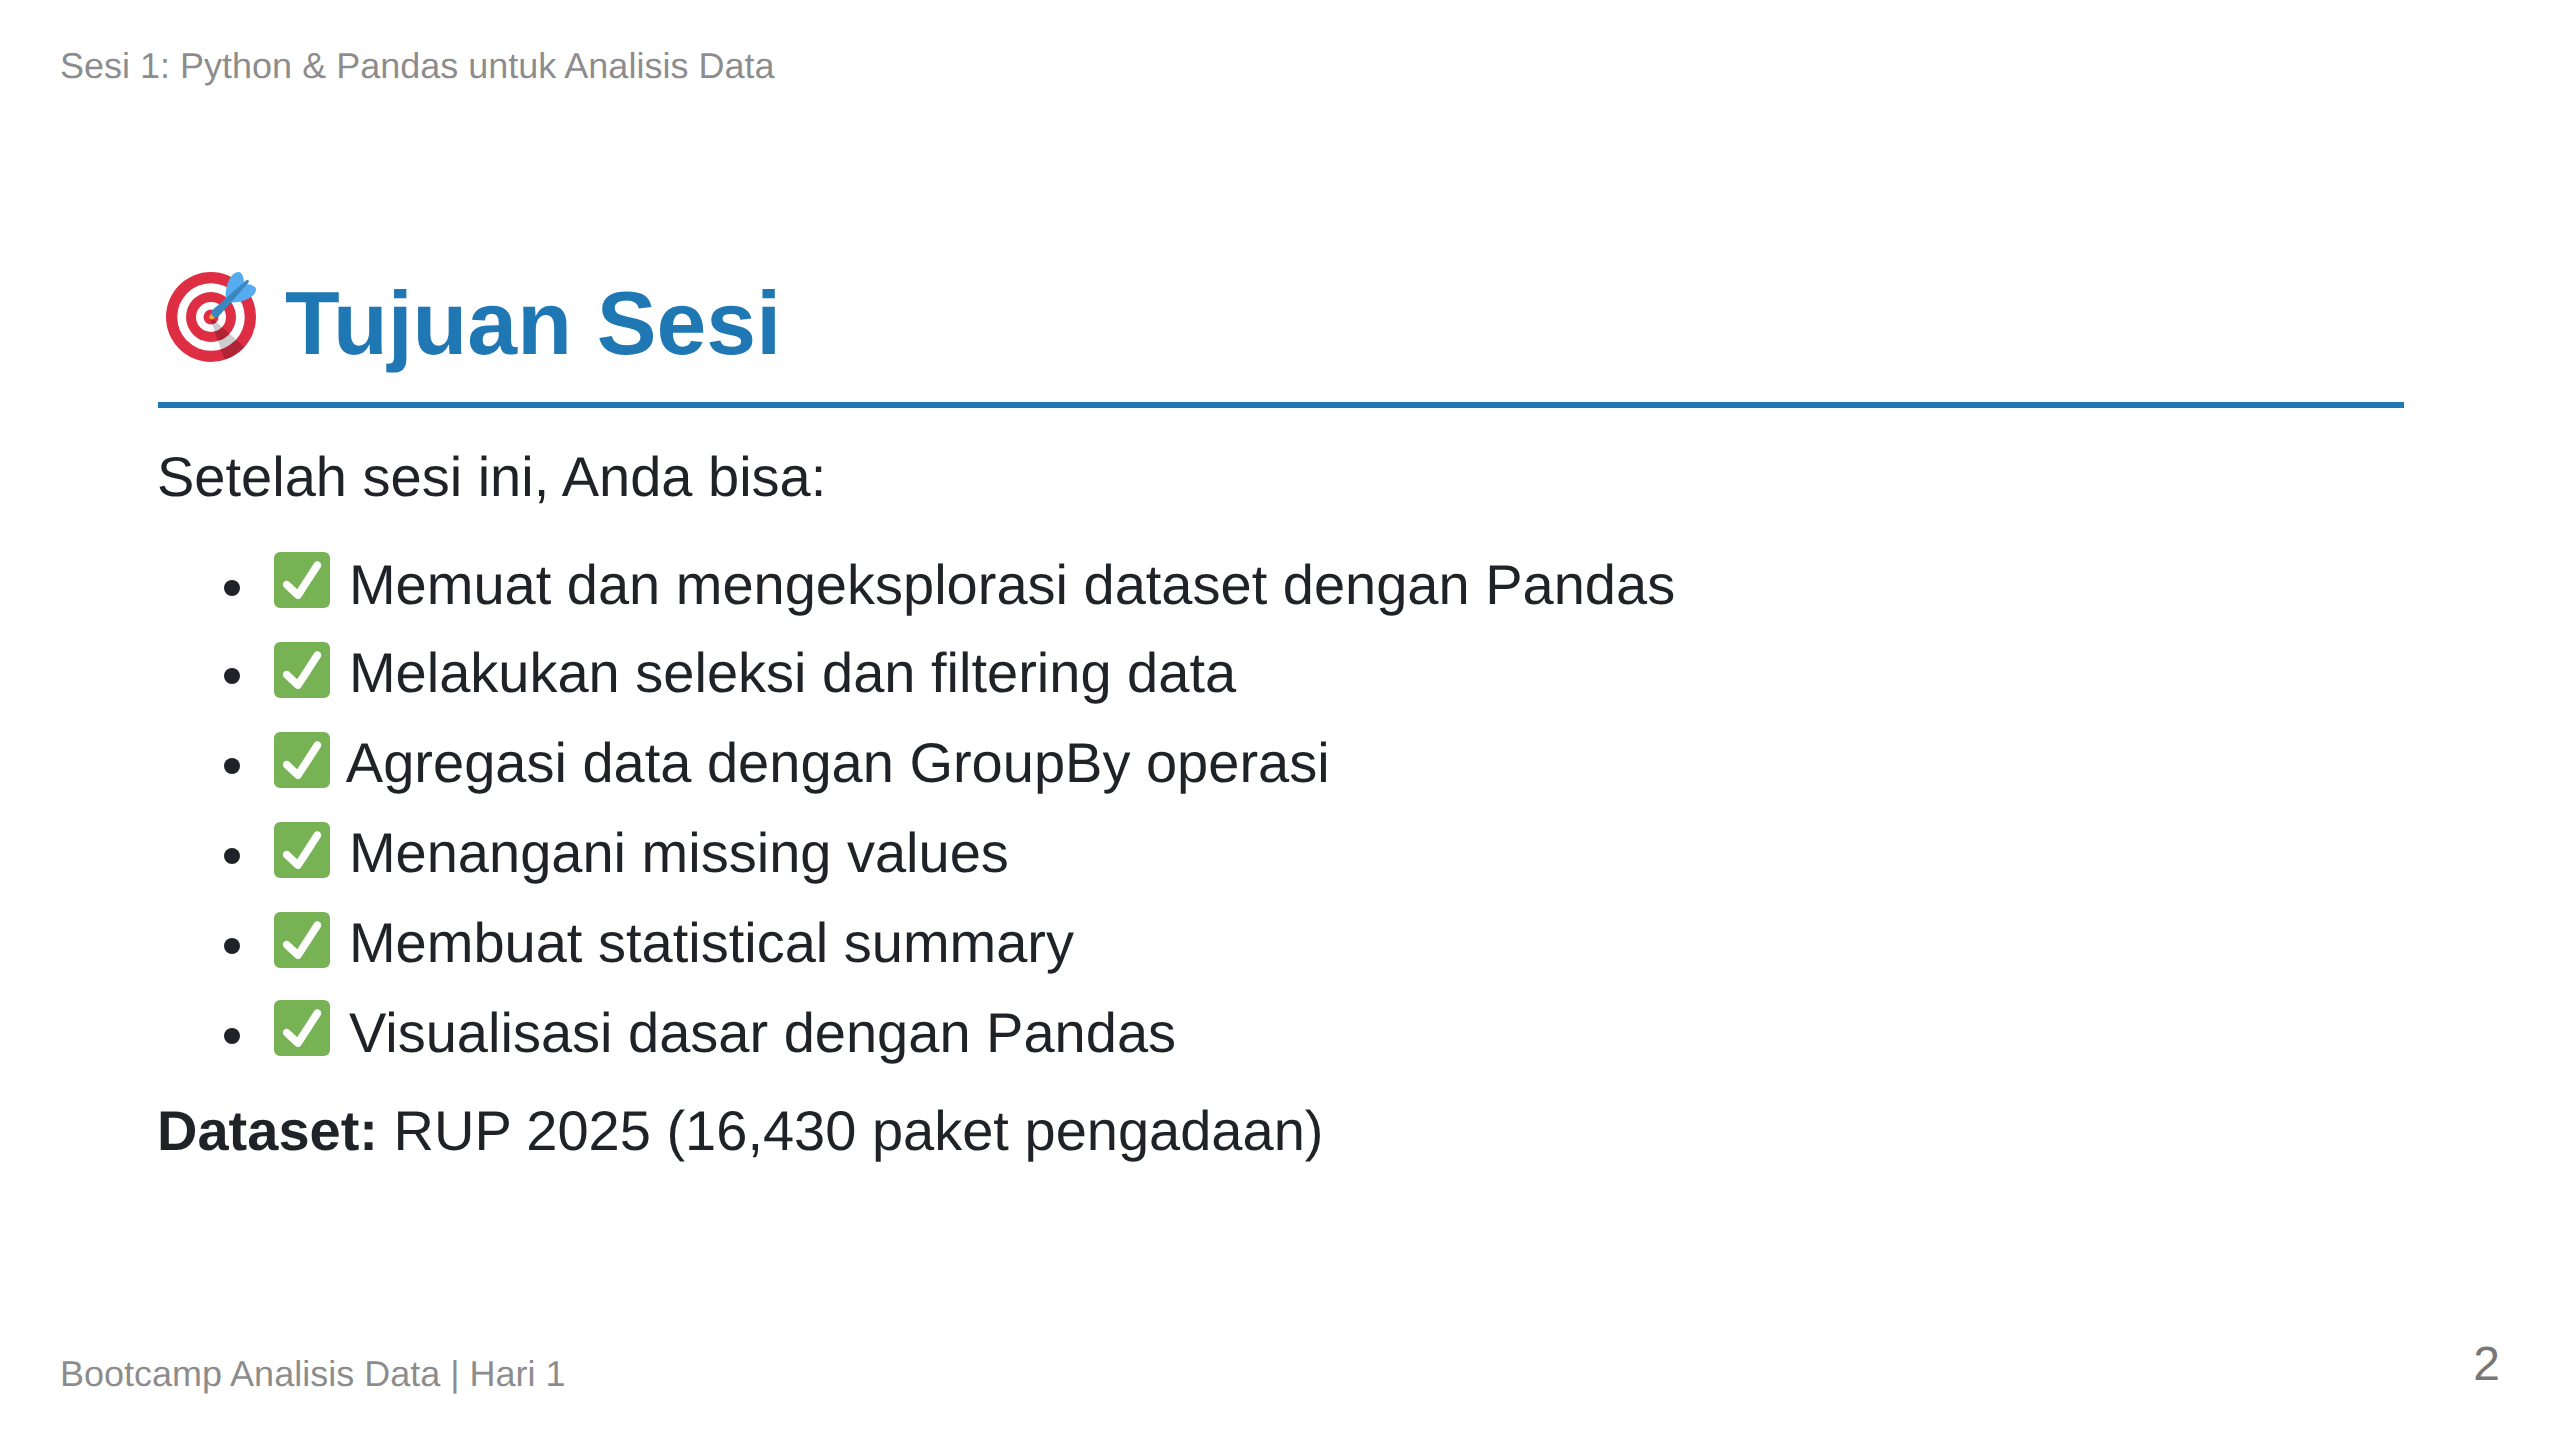 Sesi 1: Python & Pandas untuk Analisis Data
🎯 Tujuan Sesi
Setelah sesi ini, Anda bisa:
• ✅ Memuat dan mengeksplorasi dataset dengan Pandas
• ✅ Melakukan seleksi dan filtering data
• ✅ Agregasi data dengan GroupBy operasi
• ✅ Menangani missing values
• ✅ Membuat statistical summary
• ✅ Visualisasi dasar dengan Pandas
Dataset: RUP 2025 (16,430 paket pengadaan)
Bootcamp Analisis Data | Hari 1
2